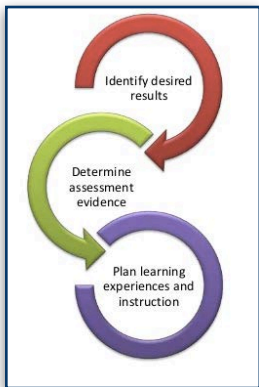 Identify desired
results
Determine
assessment
evidence
Plan learning
experiences and
instruction